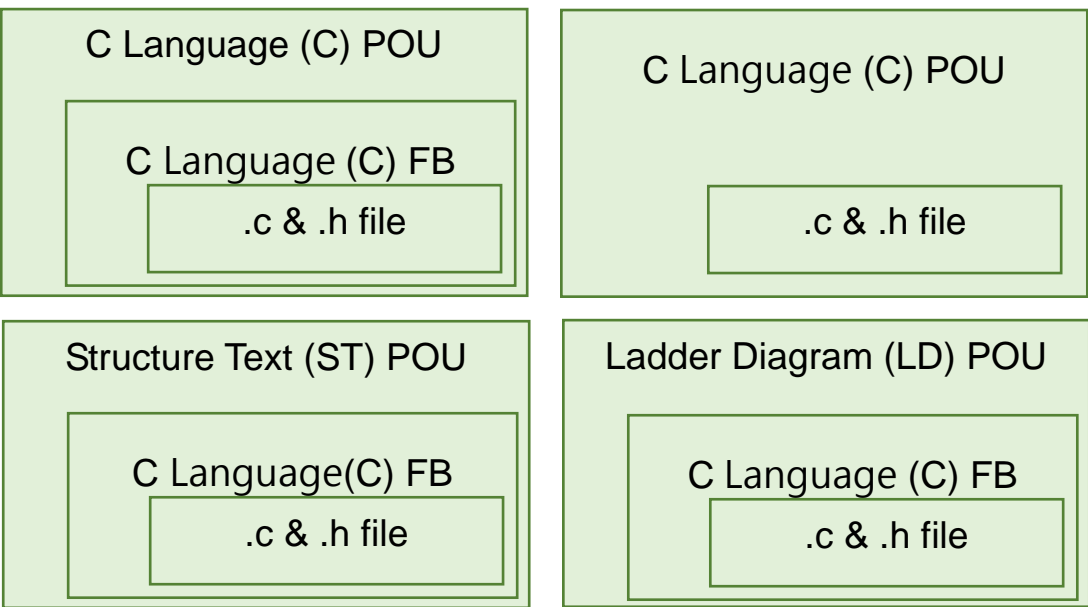 C Language (C) POU
C Language (C) FB
.c & .h file
C Language (C) POU
.c & .h file
Structure Text (ST) POU
C Language(C) FB
.c & .h file
Ladder Diagram (LD) POU
C Language (C) FB
.c & .h file